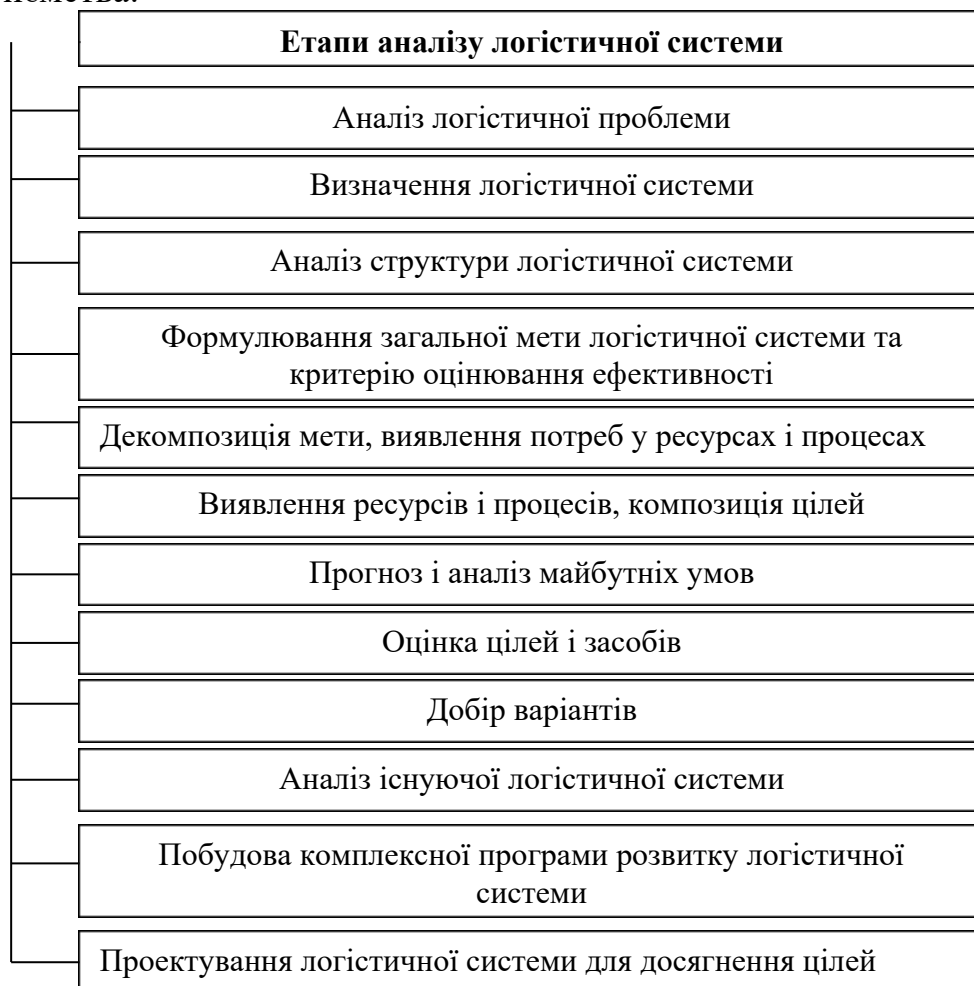 Етапи аналізу логістичної системи
Аналіз логістичної проблеми
Визначення логістичної системи
Аналіз структури логістичної системи
Формулювання загальної мети логістичної системи та
критерію оцінювання ефективності
Декомпозиція мети, виявлення потреб у ресурсах і процесах
Виявлення ресурсів і процесів, композиція цілей
Прогноз і аналіз майбутніх умов
Оцінка цілей і засобів
Добір варіантів
Аналіз існуючої логістичної системи
Побудова комплексної програми розвитку логістичної
системи
Проектування логістичної системи для досягнення цілей